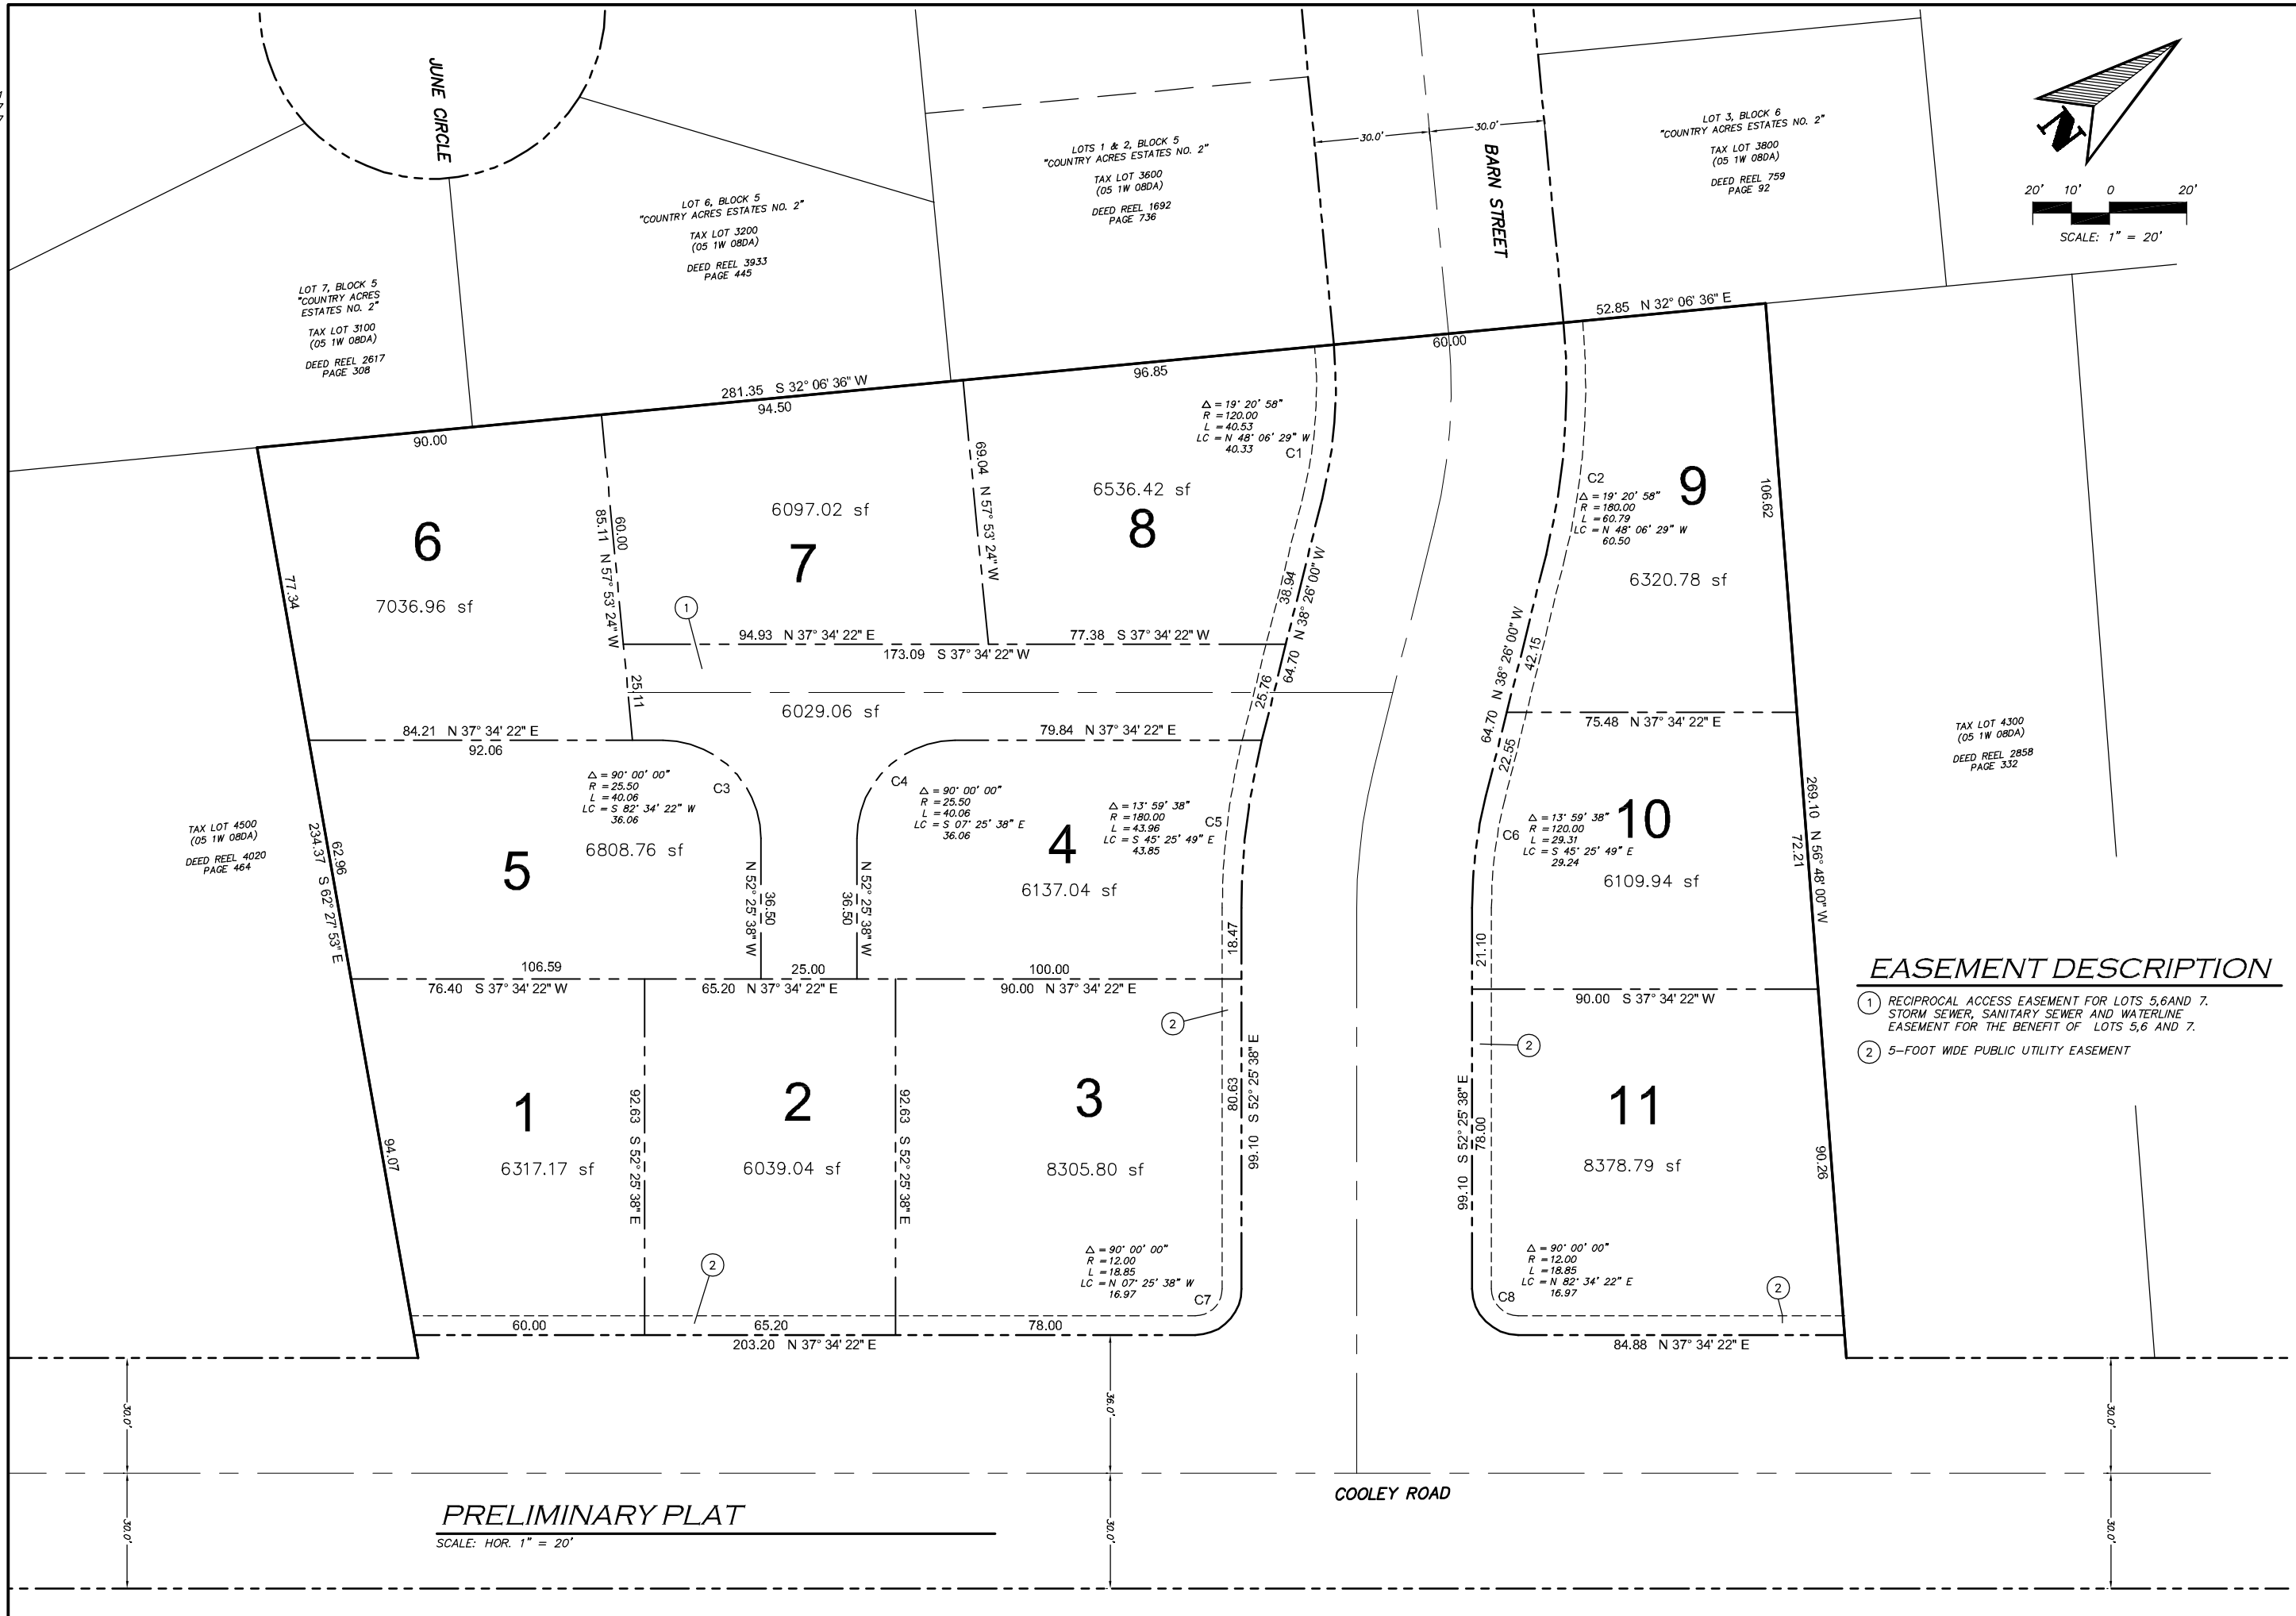 JUNE CIRCLE
BARN STREET
30.0'
30.0'
LOT 3, BLOCK 6
"COUNTRY ACRES ESTATES NO. 2"
TAX LOT 3800
(05 1W 08DA)
DEED REEL 759
PAGE 92
N
20' 10' 0 20'
SCALE: 1" = 20'
LOTS 1 & 2, BLOCK 5
"COUNTRY ACRES ESTATES NO. 2"
TAX LOT 3600
(05 1W 08DA)
DEED REEL 1692
PAGE 736
LOT 6, BLOCK 5
"COUNTRY ACRES ESTATES NO. 2"
TAX LOT 3200
(05 1W 08DA)
DEED REEL 3933
PAGE 445
LOT 7, BLOCK 5
"COUNTRY ACRES
ESTATES NO. 2"
TAX LOT 3100
(05 1W 08DA)
DEED REEL 2617
PAGE 308
52.85 N 32° 06' 36" E
60.00
96.85
281.35 S 32° 06' 36" W
94.50
90.00
6
7036.96 sf
77.34
85.11 N 57° 53' 24" W
60.00
25.11
6097.02 sf
7
69.04 N 57° 53' 24" W
6536.42 sf
8
Δ = 19° 20' 58"
R = 120.00
L = 40.53
LC = N 48° 06' 29" W
40.33
C1
38.94
64.70 N 38° 26' 00" W
25.76
C2
Δ = 19° 20' 58"
R = 180.00
L = 60.79
LC = N 48° 06' 29" W
60.50
9
6320.78 sf
106.62
64.70 N 38° 26' 00" W
42.15
22.55
1
94.93 N 37° 34' 22" E
77.38 S 37° 34' 22" W
173.09 S 37° 34' 22" W
6029.06 sf
84.21 N 37° 34' 22" E
92.06
79.84 N 37° 34' 22" E
75.48 N 37° 34' 22" E
TAX LOT 4300
(05 1W 08DA)
DEED REEL 2858
PAGE 332
TAX LOT 4500
(05 1W 08DA)
DEED REEL 4020
PAGE 464
234.37 S 62° 27' 53" E
62.96
Δ = 90° 00' 00"
R = 25.50
L = 40.06
LC = S 82° 34' 22" W
36.06
C3
5
6808.76 sf
N 52° 25' 38" W
36.50
36.50
N 52° 25' 38" W
C4
Δ = 90° 00' 00"
R = 25.50
L = 40.06
LC = S 07° 25' 38" E
36.06
4
6137.04 sf
Δ = 13° 59' 38"
R = 180.00
L = 43.96
LC = S 45° 25' 49" E
43.85
C5
18.47
C6
Δ = 13° 59' 38"
R = 120.00
L = 29.31
LC = S 45° 25' 49" E
29.24
10
6109.94 sf
21.10
269.10 N 56° 48' 00" W
72.21
106.59
25.00
100.00
76.40 S 37° 34' 22" W
65.20 N 37° 34' 22" E
90.00 N 37° 34' 22" E
90.00 S 37° 34' 22" W
EASEMENT DESCRIPTION
1 RECIPROCAL ACCESS EASEMENT FOR LOTS 5,6AND 7.
STORM SEWER, SANITARY SEWER AND WATERLINE
EASEMENT FOR THE BENEFIT OF LOTS 5,6 AND 7.
2 5-FOOT WIDE PUBLIC UTILITY EASEMENT
94.07
1
6317.17 sf
92.63 S 52° 25' 38" E
2
6039.04 sf
92.63 S 52° 25' 38" E
3
8305.80 sf
2
80.63
99.10 S 52° 25' 38" E
2
99.10 S 52° 25' 38" E
78.00
11
8378.79 sf
90.26
2
Δ = 90° 00' 00"
R = 12.00
L = 18.85
LC = N 07° 25' 38" W
16.97
C7
Δ = 90° 00' 00"
R = 12.00
L = 18.85
LC = N 82° 34' 22" E
16.97
C8
2
60.00
65.20
78.00
203.20 N 37° 34' 22" E
84.88 N 37° 34' 22" E
30.0'
36.0'
30.0'
COOLEY ROAD
30.0'
30.0'
30.0'
PRELIMINARY PLAT
SCALE: HOR. 1" = 20'